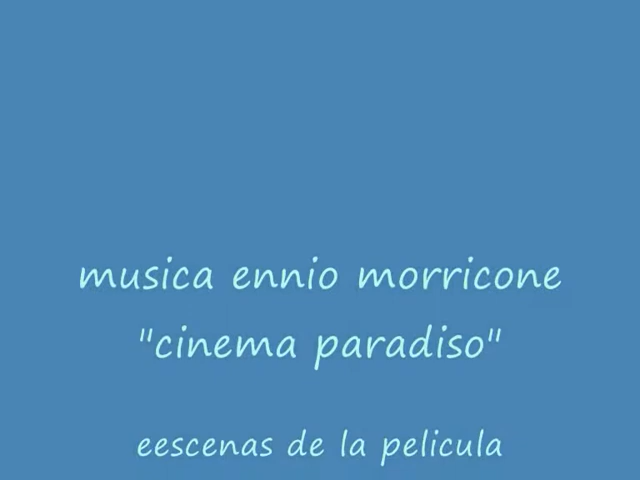 musica ennio morricone
"cinema paradiso"
eescenas de la pelicula